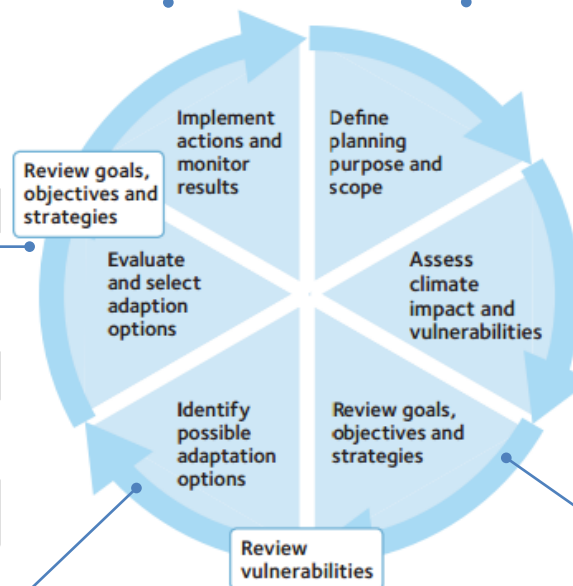 Implement
actions and
monitor
results
Define
planning
purpose and
scope
Review goals,
objectives and
strategies
Evaluate
and select
adaption
options
Assess
climate
impact and
vulnerabilities
Identify
possible
adaptation
options
Review goals,
objectives and
strategies
Review
vulnerabilities